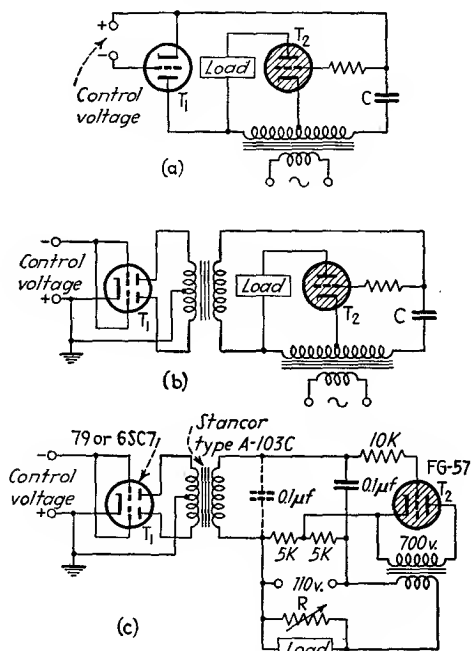 +
−
Control voltage
T1
Load
T2
C
(a)
−
Control voltage
+
T1
Load
T2
C
(b)
79 or 6SC7
Stancor type A-103C
−
Control voltage
+
T1
0.1μf
10K
0.1μf
FG-57
T2
5K
5K
700v.
110v.
R
Load
(c)